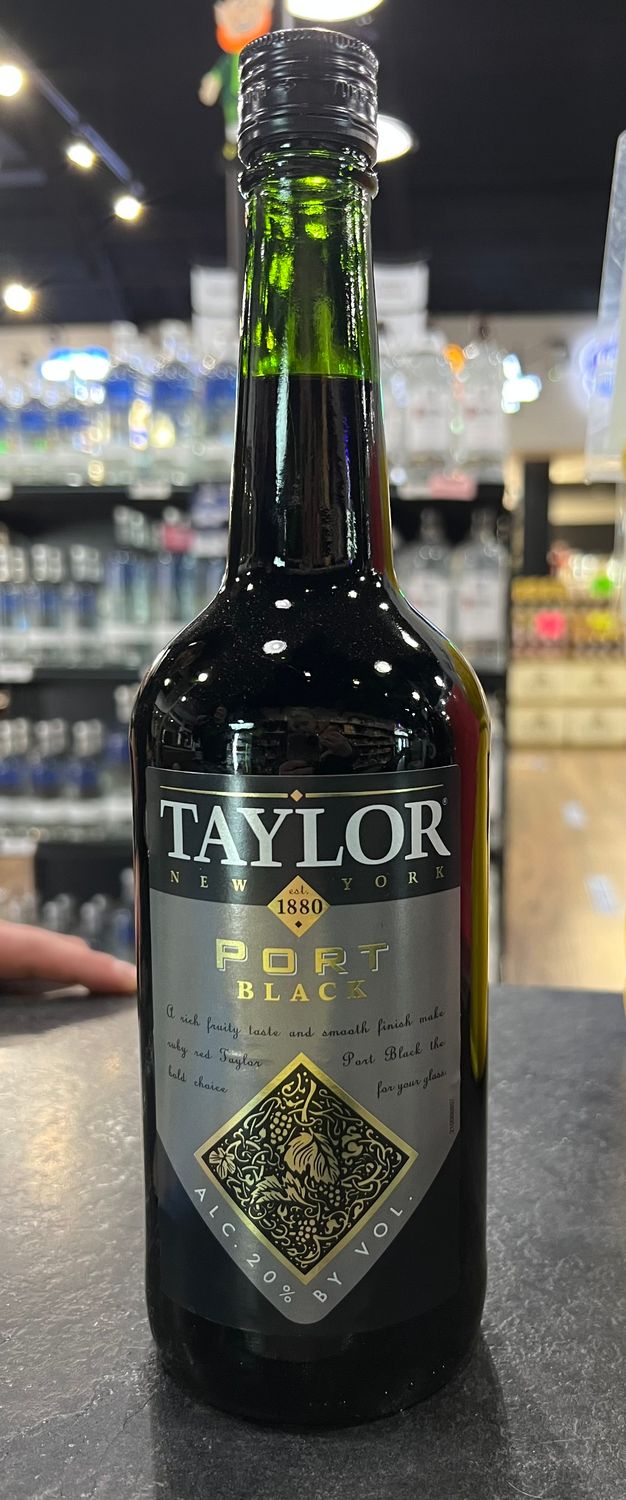 TAYLOR®
NEW YORK
est.
1880
PORT
BLACK
A rich fruity taste and smooth finish make
ruby red Taylor Port Black the
bold choice for your glass.
ALC. 20% BY VOL.